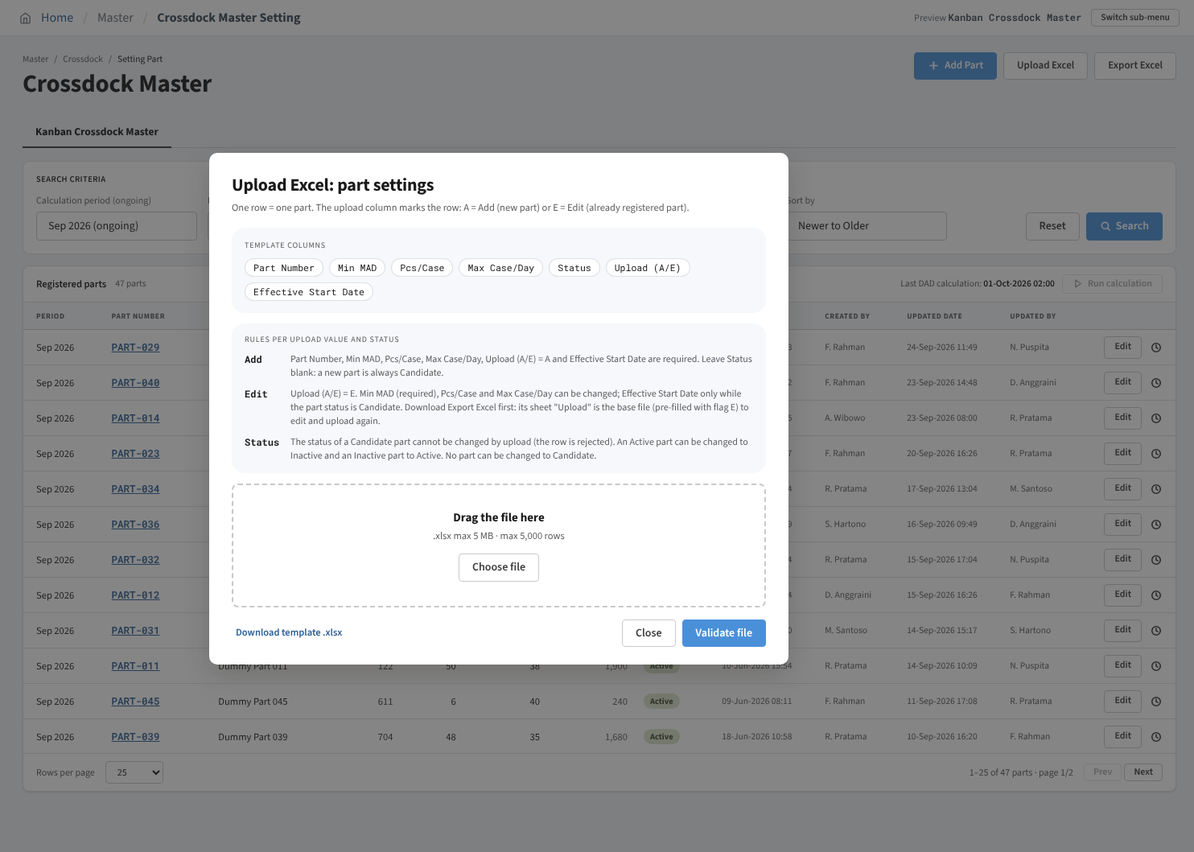 Home / Master / Crossdock Master Setting
Preview Kanban Crossdock Master
Switch sub-menu
Master / Crossdock / Setting Part
Crossdock Master
Add Part
Upload Excel
Export Excel
Kanban Crossdock Master
SEARCH CRITERIA
Calculation period (ongoing)
Sep 2026 (ongoing)
Sort by
Newer to Older
Reset
Search
Registered parts 47 parts
Last DAD calculation: 01-Oct-2026 02:00
Run calculation
PERIOD PART NUMBER CREATED BY UPDATED DATE UPDATED BY
Sep 2026 PART-029 F. Rahman 24-Sep-2026 11:49 N. Puspita Edit
Sep 2026 PART-040 F. Rahman 23-Sep-2026 14:48 D. Anggraini Edit
Sep 2026 PART-014 A. Wibowo 23-Sep-2026 08:00 R. Pratama Edit
Sep 2026 PART-023 F. Rahman 20-Sep-2026 16:26 R. Pratama Edit
Sep 2026 PART-034 R. Pratama 17-Sep-2026 13:04 M. Santoso Edit
Sep 2026 PART-036 S. Hartono 16-Sep-2026 09:49 D. Anggraini Edit
Sep 2026 PART-032 R. Pratama 15-Sep-2026 17:04 N. Puspita Edit
Sep 2026 PART-012 D. Anggraini 15-Sep-2026 16:26 F. Rahman Edit
Sep 2026 PART-031 M. Santoso 14-Sep-2026 15:17 S. Hartono Edit
Sep 2026 PART-011 Dummy Part 011 122 50 38 1,900 Active 10-Jun-2026 15:54 R. Pratama 14-Sep-2026 10:09 N. Puspita Edit
Sep 2026 PART-045 Dummy Part 045 611 6 40 240 Active 09-Jun-2026 08:11 F. Rahman 11-Sep-2026 17:08 R. Pratama Edit
Sep 2026 PART-039 Dummy Part 039 704 48 35 1,680 Active 18-Jun-2026 10:58 R. Pratama 10-Sep-2026 16:20 F. Rahman Edit
Rows per page 25
1–25 of 47 parts · page 1/2 Prev Next
Upload Excel: part settings
One row = one part. The upload column marks the row: A = Add (new part) or E = Edit (already registered part).
TEMPLATE COLUMNS
Part Number Min MAD Pcs/Case Max Case/Day Status Upload (A/E)
Effective Start Date
RULES PER UPLOAD VALUE AND STATUS
Add Part Number, Min MAD, Pcs/Case, Max Case/Day, Upload (A/E) = A and Effective Start Date are required. Leave Status
blank: a new part is always Candidate.
Edit Upload (A/E) = E. Min MAD (required), Pcs/Case and Max Case/Day can be changed; Effective Start Date only while
the part status is Candidate. Download Export Excel first: its sheet "Upload" is the base file (pre-filled with flag E) to
edit and upload again.
Status The status of a Candidate part cannot be changed by upload (the row is rejected). An Active part can be changed to
Inactive and an Inactive part to Active. No part can be changed to Candidate.
Drag the file here
.xlsx max 5 MB · max 5,000 rows
Choose file
Download template .xlsx
Close
Validate file